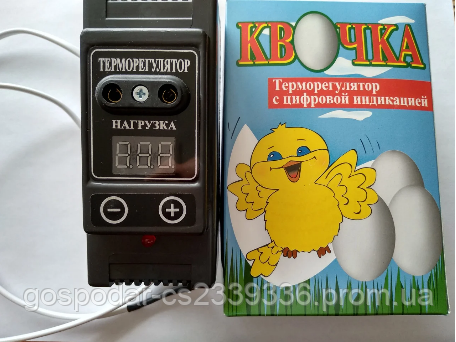 ТЕРМОРЕГУЛЯТОР
НАГРУЗКА
КВОЧКА
Терморегулятор
с цифровой индикацией
gospodar-cs2339336.prom.ua